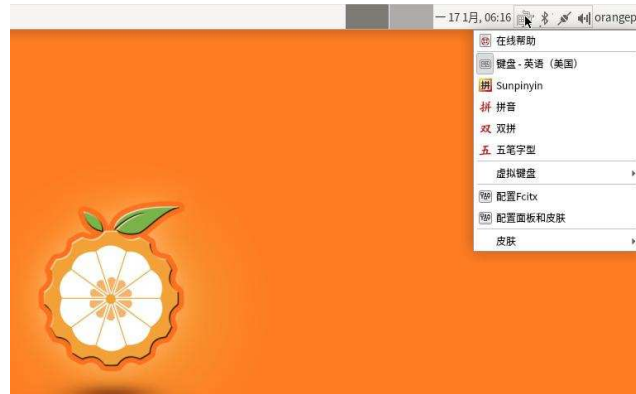 一 17 1月, 06:16 orangep
在线帮助
键盘 - 英语（美国）
Sunpinyin
拼音
双拼
五笔字型
虚拟键盘
配置Fcitx
配置面板和皮肤
皮肤